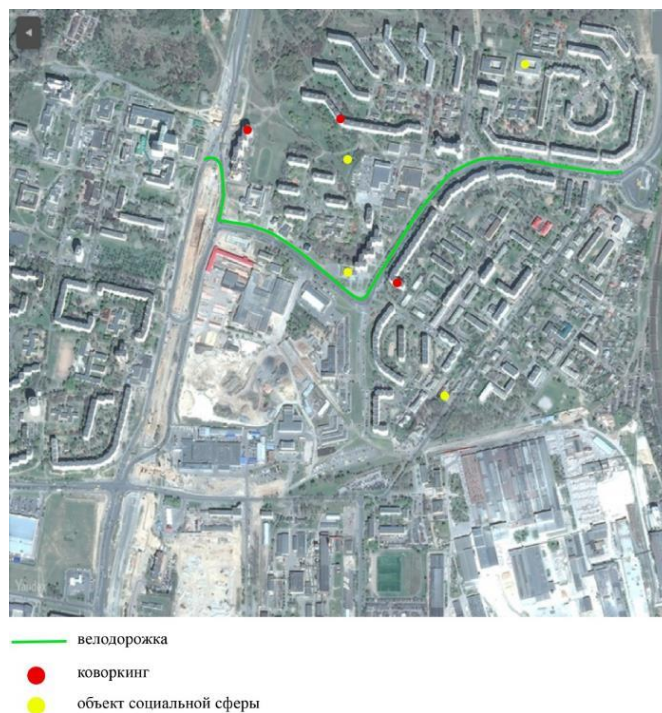 велодорожка
коворкинг
объект социальной сферы